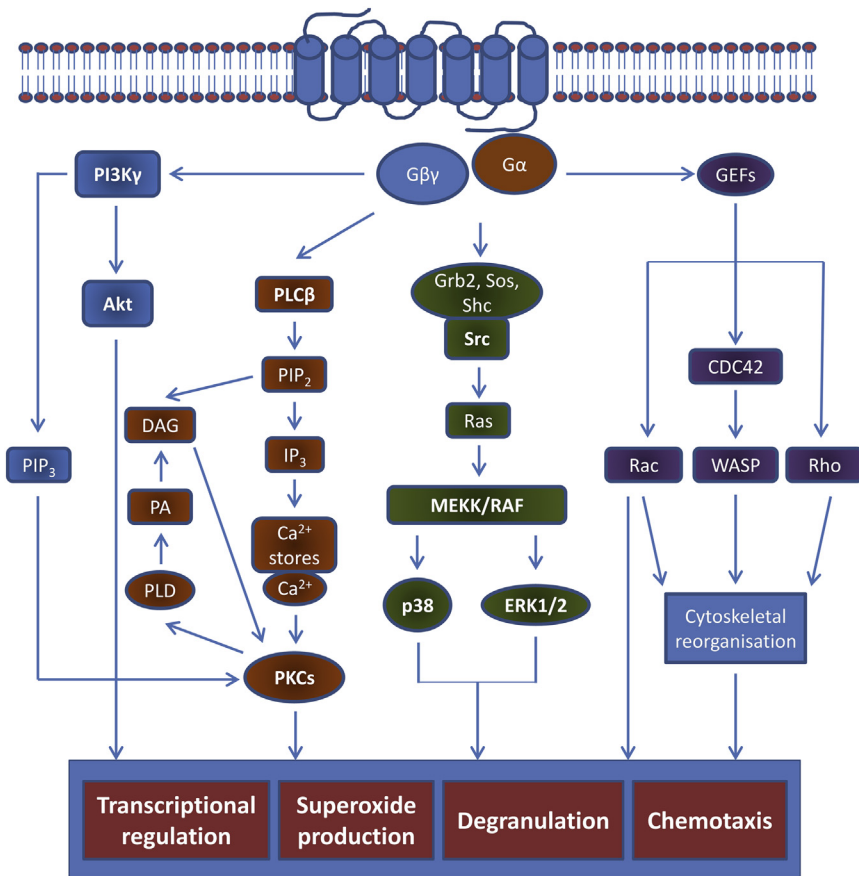 Gβγ
Gα
PI3Kγ
GEFs
Akt
PLCβ
Grb2, Sos,
Shc
Src
PIP₂
CDC42
DAG
Ras
IP₃
PIP₃
Rac
WASP
Rho
PA
MEKK/RAF
Ca²⁺
stores
Ca²⁺
PLD
p38
ERK1/2
Cytoskeletal
reorganisation
PKCs
Transcriptional
regulation
Superoxide
production
Degranulation
Chemotaxis